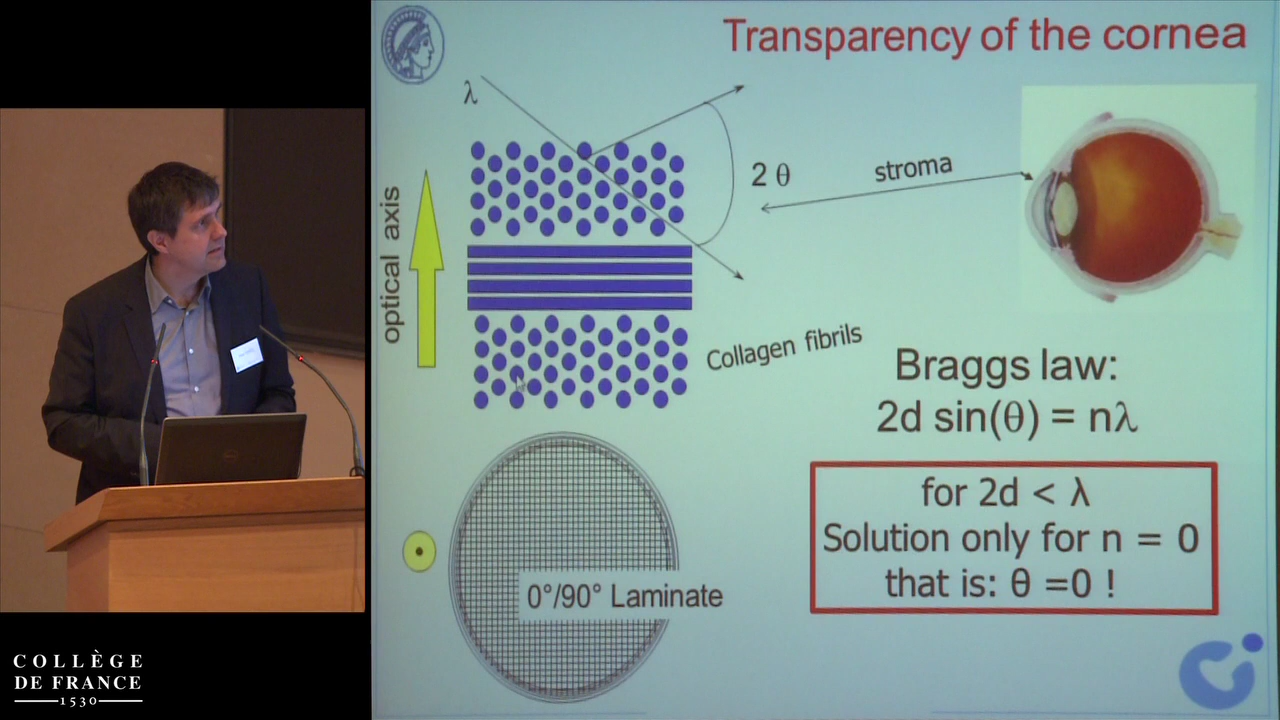 Transparency of the cornea
λ
2 θ
stroma
optical axis
Collagen fibrils
Braggs law:
2d sin(θ) = nλ
for 2d < λ
Solution only for n = 0
that is: θ =0 !
0°/90° Laminate
COLLÈGE
DE FRANCE
1530